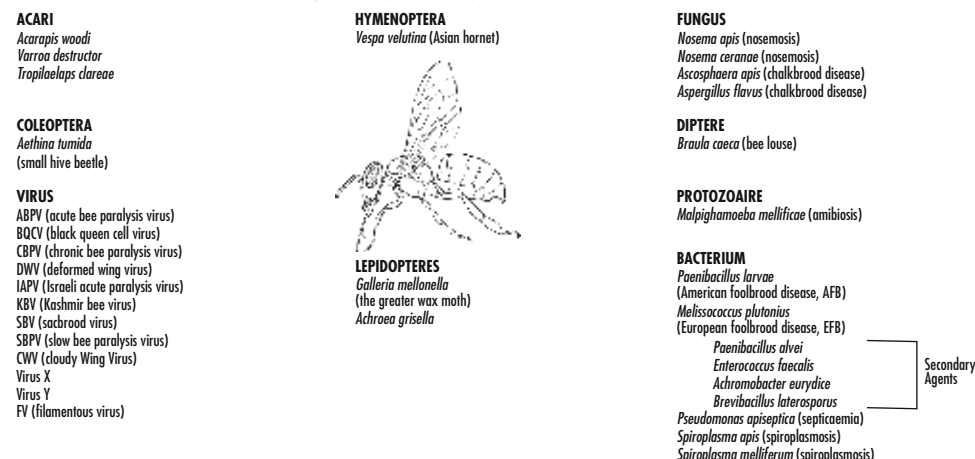 ACARI
Acarapis woodi
Varroa destructor
Tropilaelaps clareae
COLEOPTERA
Aethina tumida
(small hive beetle)
VIRUS
ABPV (acute bee paralysis virus)
BQCV (black queen cell virus)
CBPV (chronic bee paralysis virus)
DWV (deformed wing virus)
IAPV (Israeli acute paralysis virus)
KBV (Kashmir bee virus)
SBV (sacbrood virus)
SBPV (slow bee paralysis virus)
CWV (cloudy Wing Virus)
Virus X
Virus Y
FV (filamentous virus)
HYMENOPTERA
Vespa velutina (Asian hornet)
LEPIDOPTERES
Galleria mellonella
(the greater wax moth)
Achroea grisella
FUNGUS
Nosema apis (nosemosis)
Nosema ceranae (nosemosis)
Ascosphaera apis (chalkbrood disease)
Aspergillus flavus (chalkbrood disease)
DIPTERE
Braula caeca (bee louse)
PROTOZOAIRE
Malpighamoeba mellificae (amibiosis)
BACTERIUM
Paenibacillus larvae
(American foolbrood disease, AFB)
Melissococcus plutonius
(European foolbrood disease, EFB)
Paenibacillus alvei
Enterococcus faecalis
Achromobacter eurydice
Brevibacillus laterosporus
Secondary
Agents
Pseudomonas apiseptica (septicaemia)
Spiroplasma apis (spiroplasmosis)
Spiroplasma melliferum (spiroplasmosis)